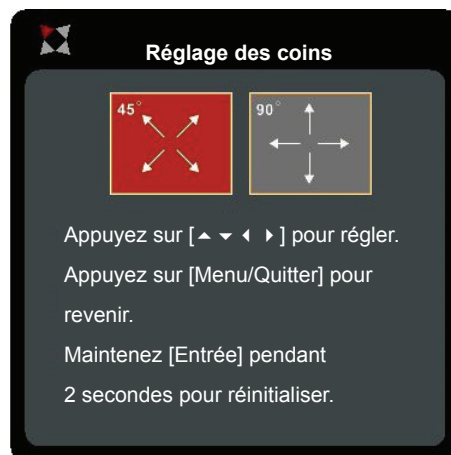 Réglage des coins
45° 90°
Appuyez sur [▲ ▼ ◀ ▶] pour régler.
Appuyez sur [Menu/Quitter] pour
revenir.
Maintenez [Entrée] pendant
2 secondes pour réinitialiser.